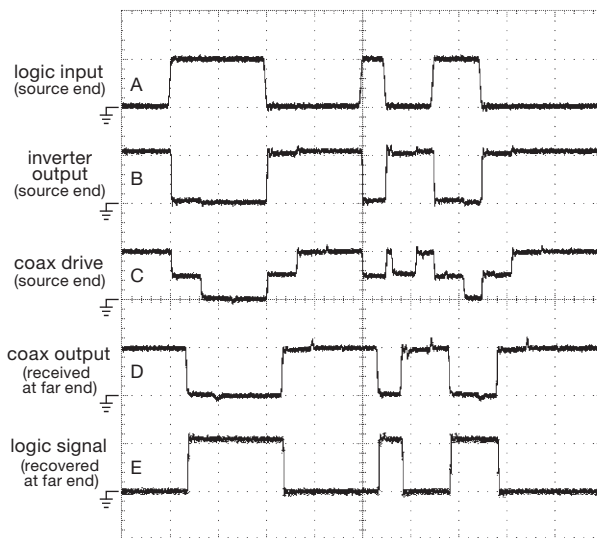 logic input
(source end)
A
inverter
output
(source end)
B
coax drive
(source end)
C
coax output
(received
at far end)
D
logic signal
(recovered
at far end)
E